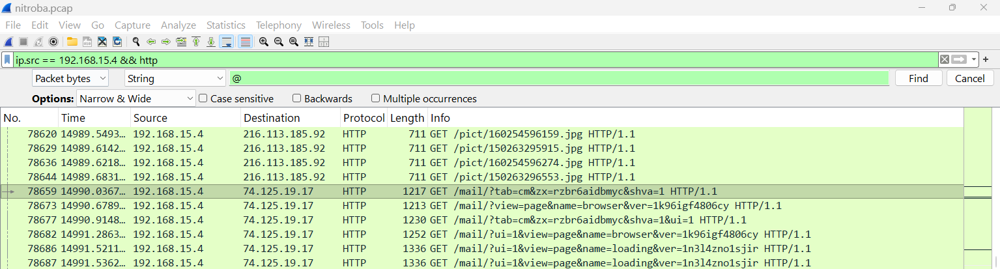 nitroba.pcap
File Edit View Go Capture Analyze Statistics Telephony Wireless Tools Help
ip.src == 192.168.15.4 && http
Packet bytes String @ Find Cancel
Options: Narrow & Wide Case sensitive Backwards Multiple occurrences
No. Time Source Destination Protocol Length Info
78620 14989.5493… 192.168.15.4 216.113.185.92 HTTP 711 GET /pict/160254596159.jpg HTTP/1.1
78629 14989.6142… 192.168.15.4 216.113.185.92 HTTP 711 GET /pict/150263295915.jpg HTTP/1.1
78636 14989.6218… 192.168.15.4 216.113.185.92 HTTP 711 GET /pict/160254596274.jpg HTTP/1.1
78644 14989.6831… 192.168.15.4 216.113.185.92 HTTP 711 GET /pict/150263296553.jpg HTTP/1.1
78659 14990.0367… 192.168.15.4 74.125.19.17 HTTP 1217 GET /mail/?tab=cm&zx=rzbr6aidbmyc&shva=1 HTTP/1.1
78673 14990.6789… 192.168.15.4 74.125.19.17 HTTP 1213 GET /mail/?view=page&name=browser&ver=1k96igf4806cy HTTP/1.1
78677 14990.9148… 192.168.15.4 74.125.19.17 HTTP 1230 GET /mail/?tab=cm&zx=rzbr6aidbmyc&shva=1&ui=1 HTTP/1.1
78682 14991.2863… 192.168.15.4 74.125.19.17 HTTP 1252 GET /mail/?ui=1&view=page&name=browser&ver=1k96igf4806cy HTTP/1.1
78686 14991.5211… 192.168.15.4 74.125.19.17 HTTP 1336 GET /mail/?ui=1&view=page&name=loading&ver=1n3l4zno1sjir HTTP/1.1
78687 14991.5362… 192.168.15.4 74.125.19.17 HTTP 1336 GET /mail/?ui=1&view=page&name=loading&ver=1n3l4zno1sjir HTTP/1.1